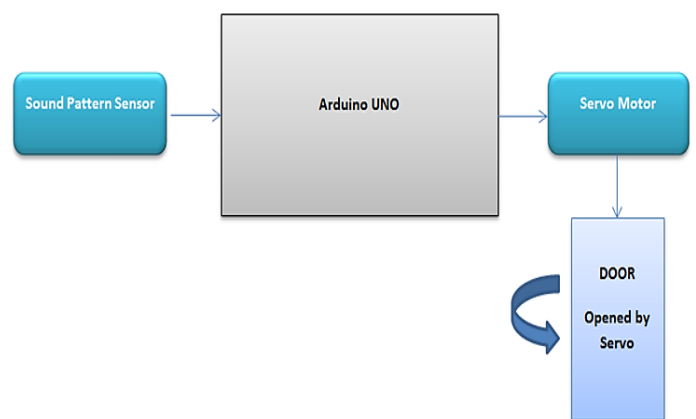 Sound Pattern Sensor
Arduino UNO
Servo Motor
DOOR
Opened by
Servo